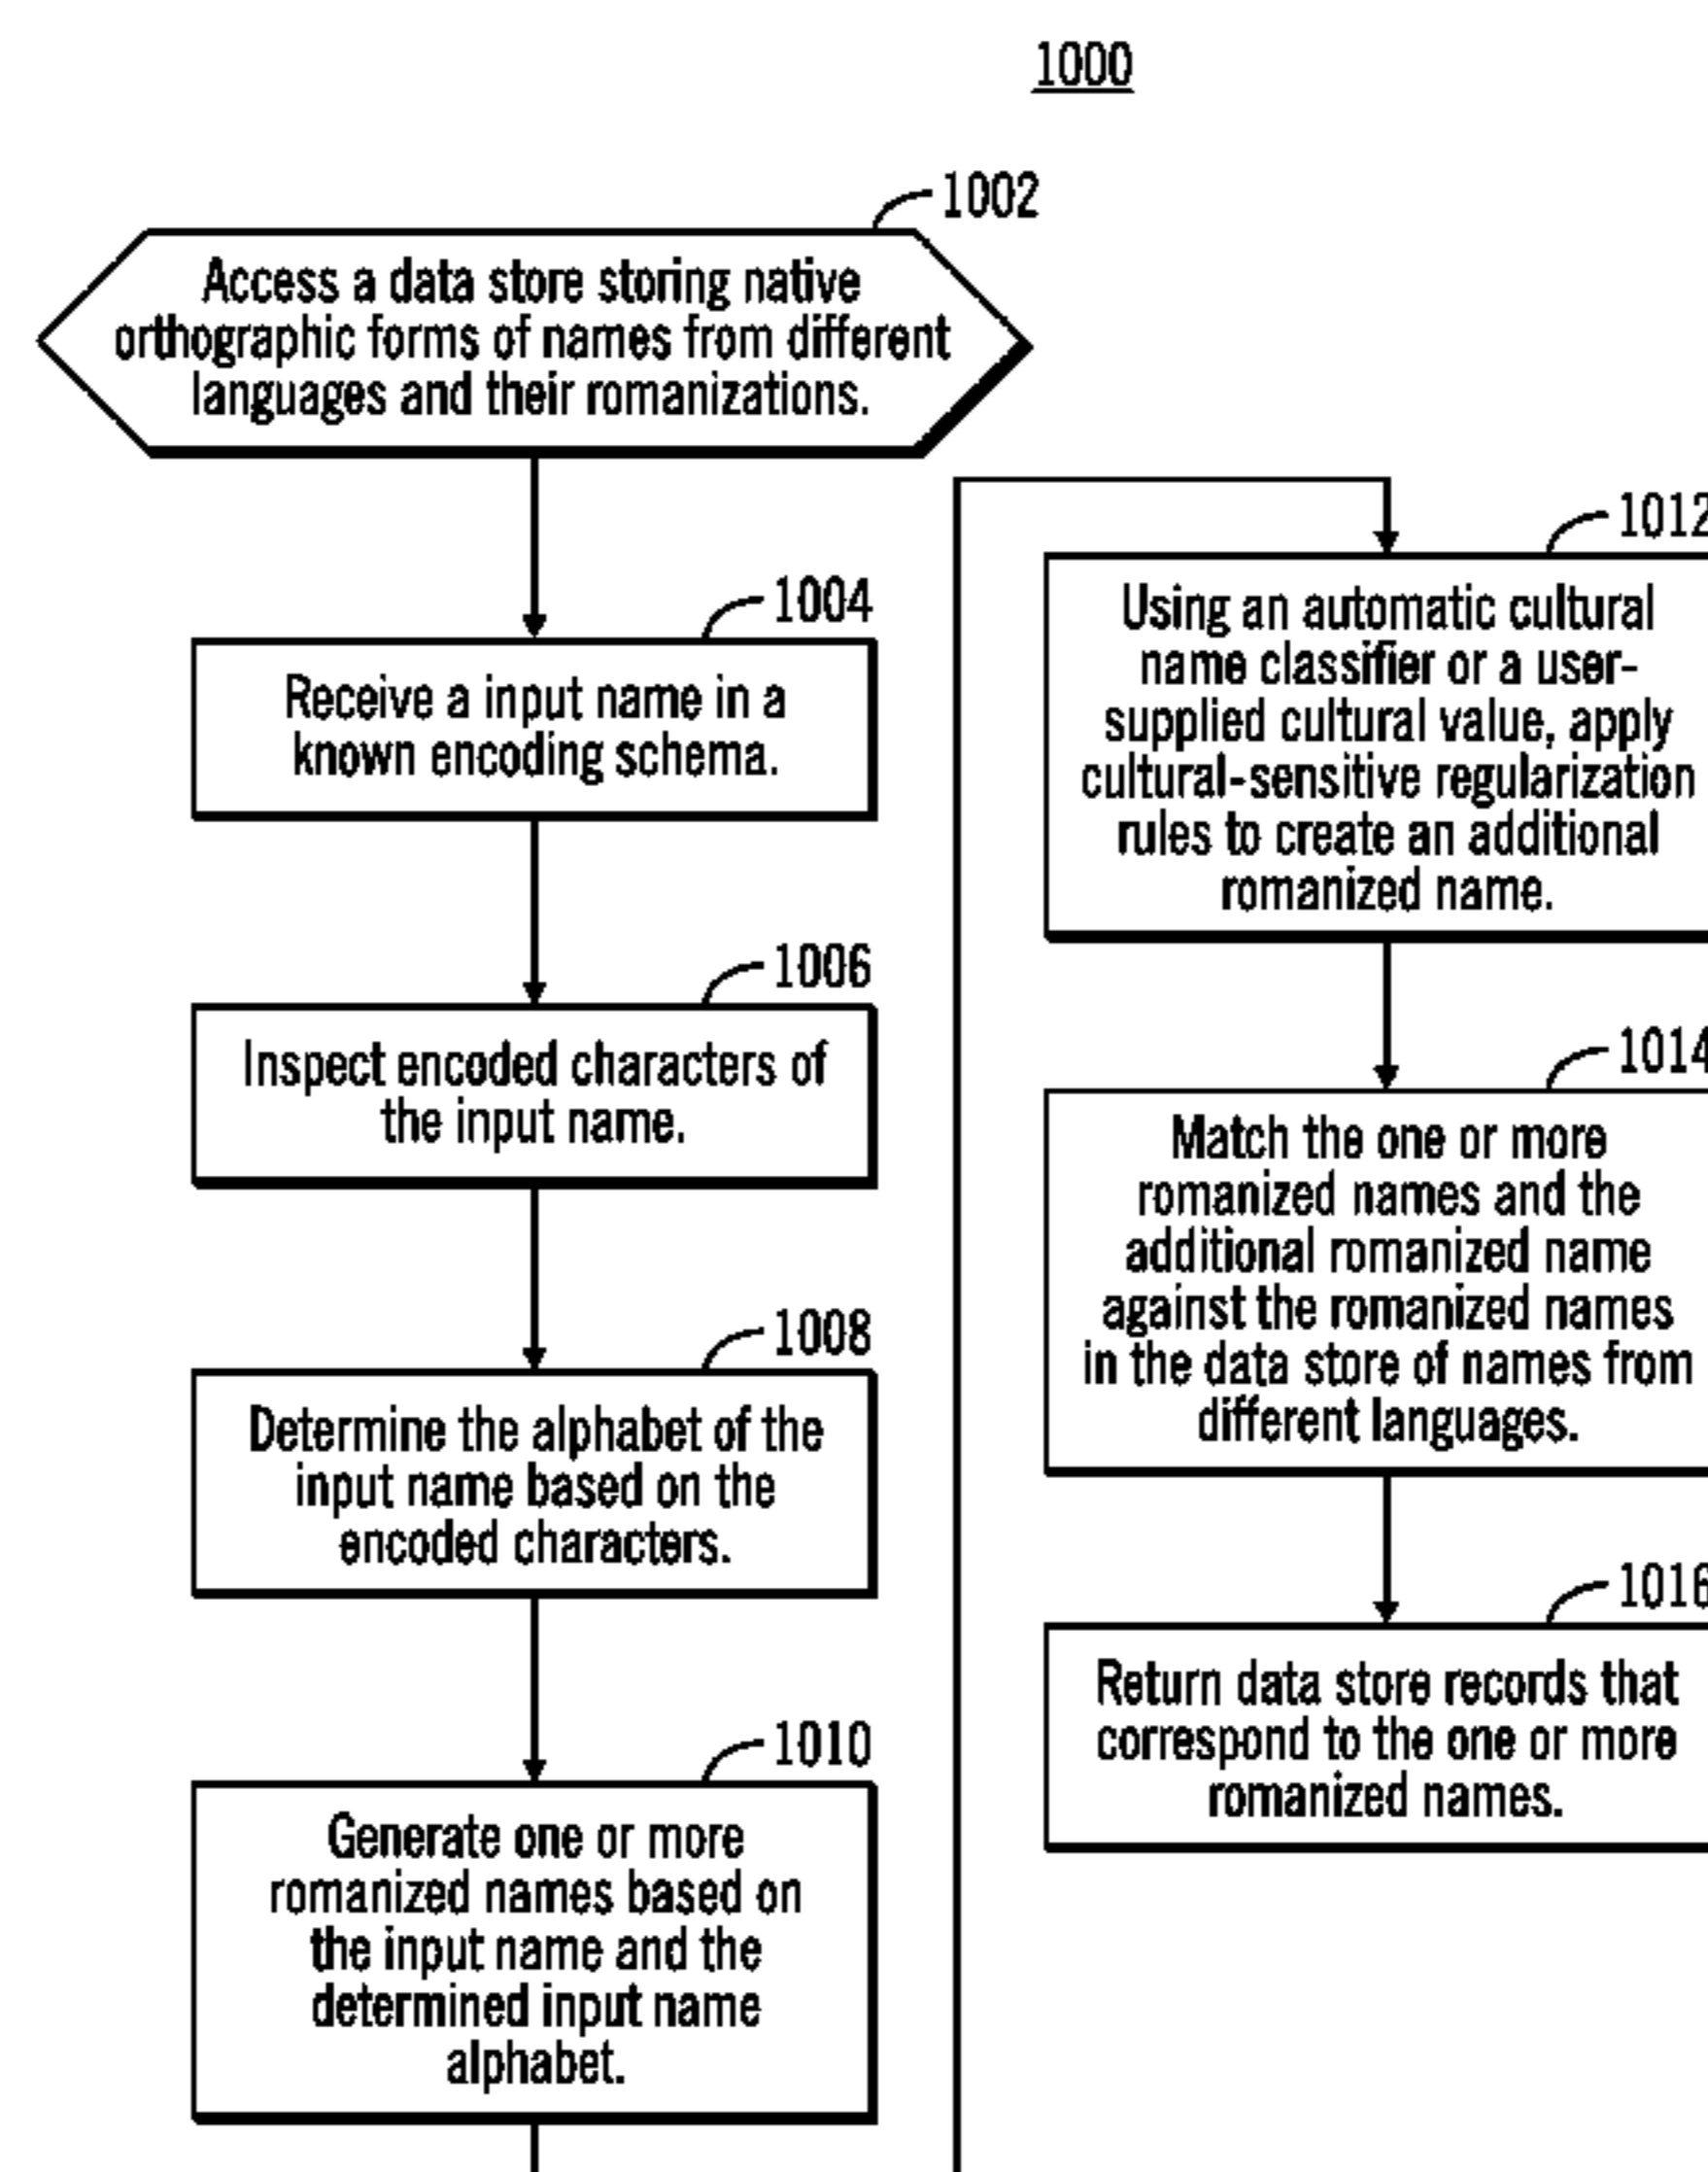 1000
1002
Access a data store storing native
orthographic forms of names from different
languages and their romanizations.
1004
Receive a input name in a
known encoding schema.
1006
Inspect encoded characters of
the input name.
1008
Determine the alphabet of the
input name based on the
encoded characters.
1010
Generate one or more
romanized names based on
the input name and the
determined input name
alphabet.
1012
Using an automatic cultural
name classifier or a user-
supplied cultural value, apply
cultural-sensitive regularization
rules to create an additional
romanized name.
1014
Match the one or more
romanized names and the
additional romanized name
against the romanized names
in the data store of names from
different languages.
1016
Return data store records that
correspond to the one or more
romanized names.